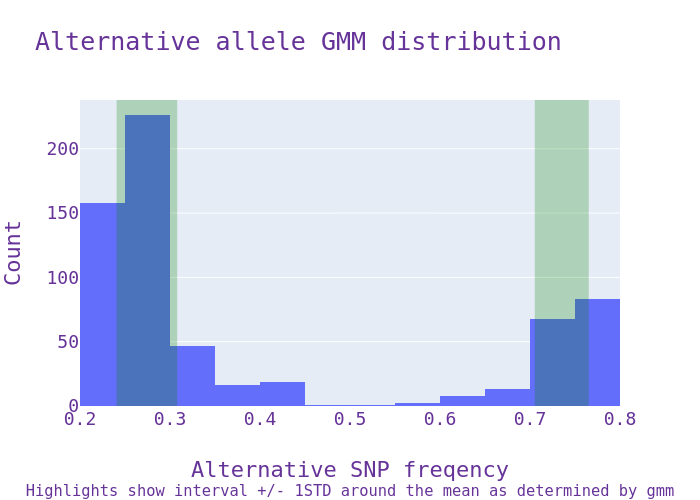 Alternative allele GMM distribution
200
150
100
50
0
Count
0.2 0.3 0.4 0.5 0.6 0.7 0.8
Alternative SNP freqency
Highlights show interval +/- 1STD around the mean as determined by gmm